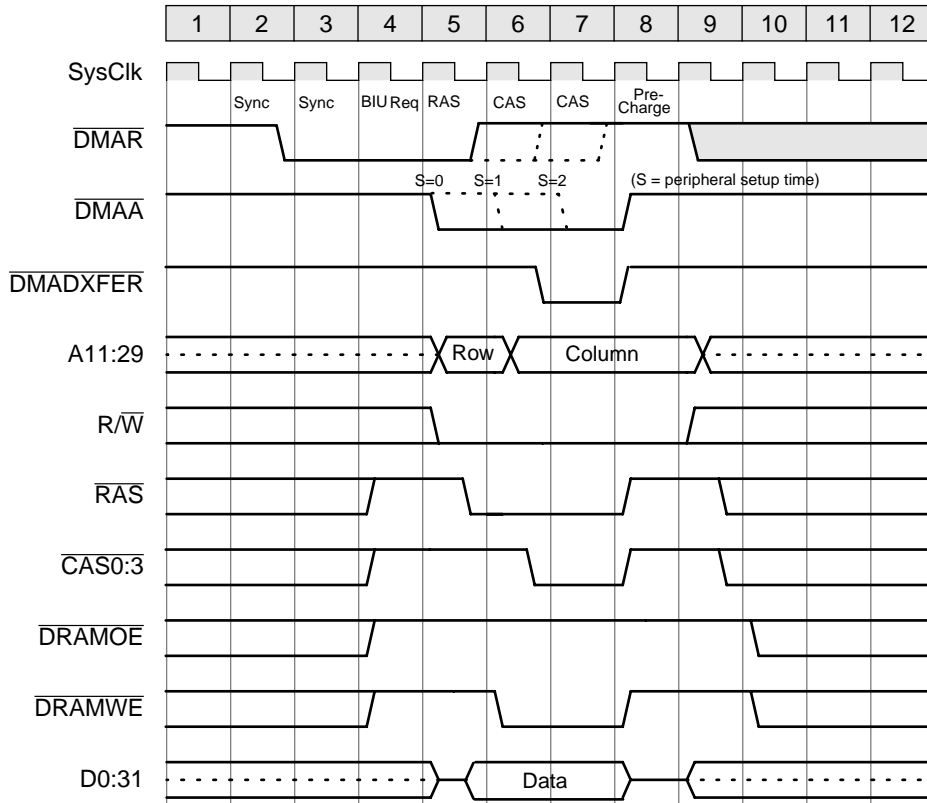 1 2 3 4 5 6 7 8 9 10 11 12
SysClk
Sync Sync BIU Req RAS CAS CAS Pre-
Charge
DMAR
S=0 S=1 S=2 (S = peripheral setup time)
DMAA
DMADXFER
A11:29 Row Column
R/W
RAS
CAS0:3
DRAMOE
DRAMWE
D0:31 Data